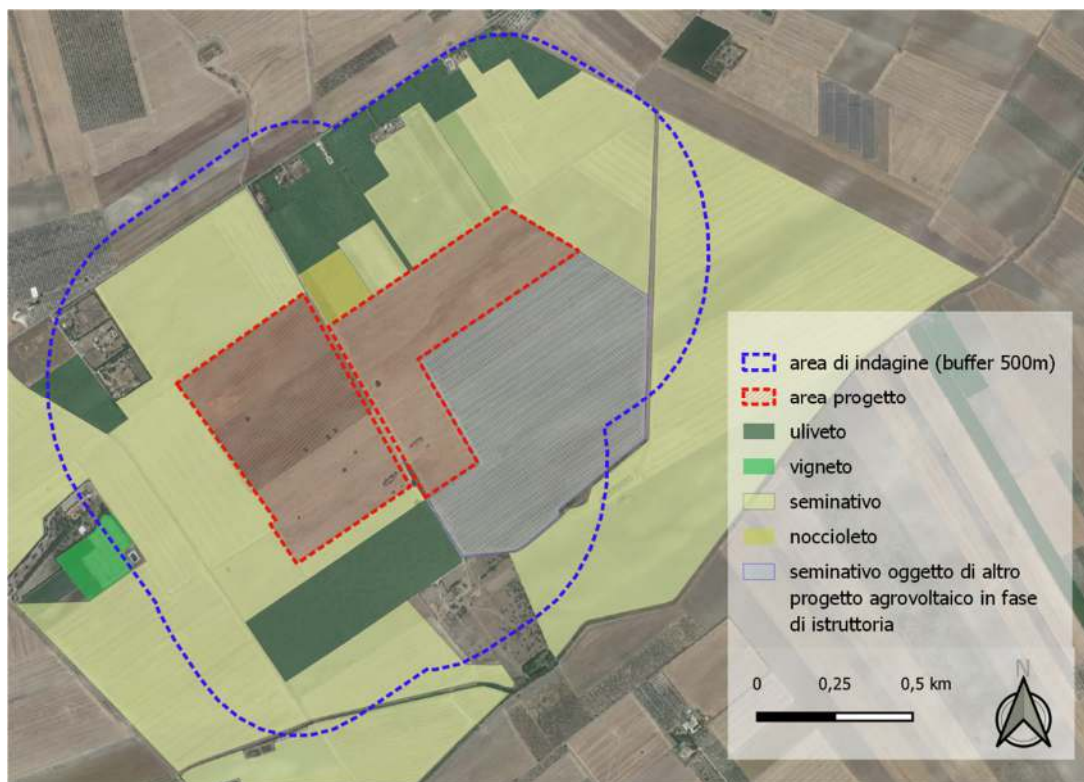 area di indagine (buffer 500m)
area progetto
uliveto
vigneto
seminativo
noccioleto
seminativo oggetto di altro
progetto agrovoltaico in fase
di istruttoria
0 0,25 0,5 km
N